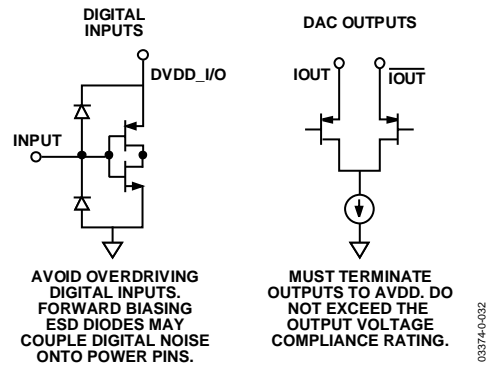 DIGITAL
INPUTS
DVDD_I/O
INPUT
AVOID OVERDRIVING
DIGITAL INPUTS.
FORWARD BIASING
ESD DIODES MAY
COUPLE DIGITAL NOISE
ONTO POWER PINS.
DAC OUTPUTS
IOUT
IOUT
MUST TERMINATE
OUTPUTS TO AVDD. DO
NOT EXCEED THE
OUTPUT VOLTAGE
COMPLIANCE RATING.
03374-0-032